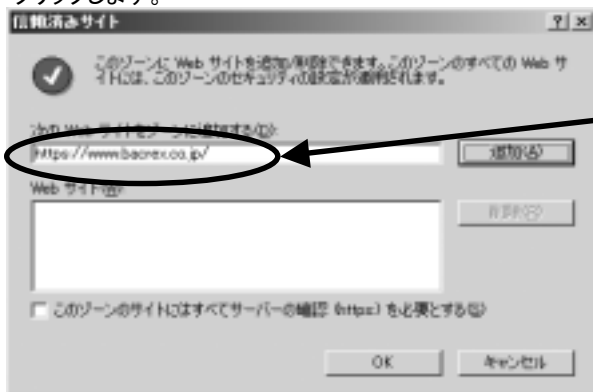 クリックします。
信頼済みサイト
このゾーンに Web サイトを追加/削除できます。このゾーンのすべての Web サ
イトには、このゾーンのセキュリティの設定が適用されます。
次の Web サイトをゾーンに追加する(D):
https://www.bacrex.co.jp/
追加(A)
Web サイト(W):
削除(R)
このゾーンのサイトにはすべてサーバーの確認 (https:) を必要とする(S)
OK
キャンセル